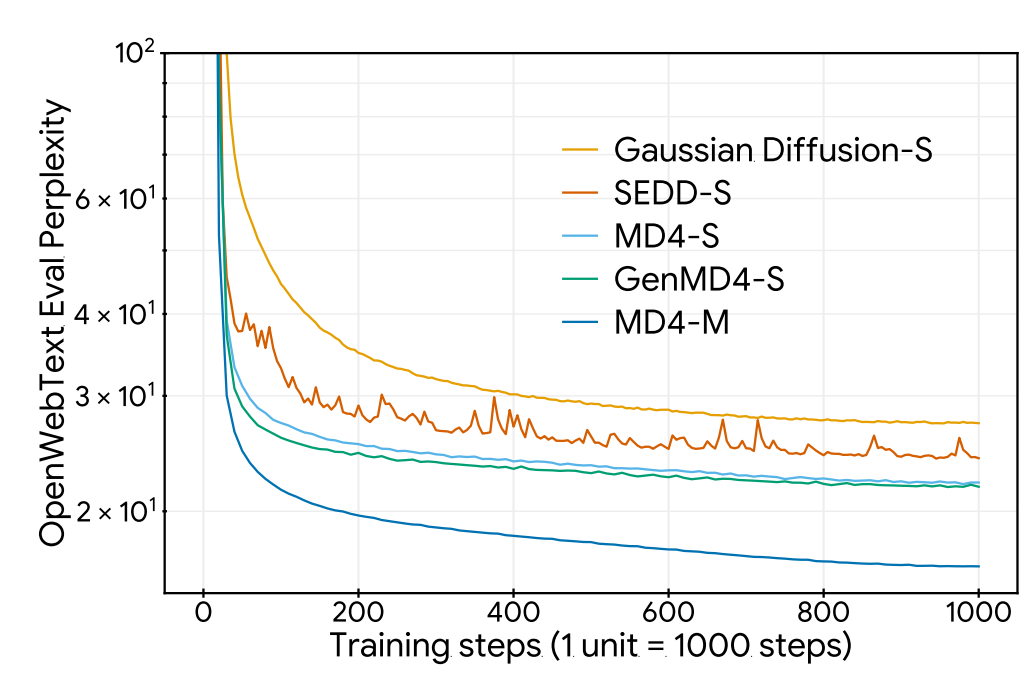 10²
6 × 10¹
4 × 10¹
3 × 10¹
2 × 10¹
OpenWebText Eval Perplexity
Gaussian Diffusion-S
SEDD-S
MD4-S
GenMD4-S
MD4-M
0 200 400 600 800 1000
Training steps (1 unit = 1000 steps)